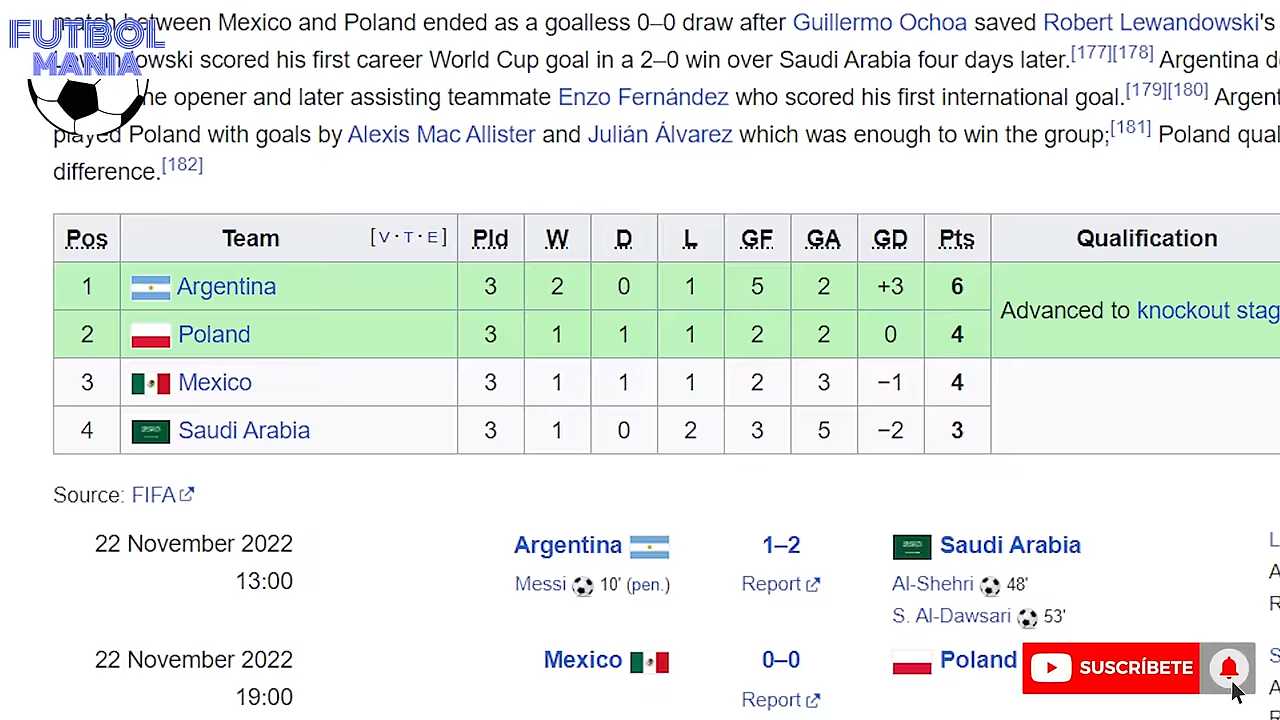 FUTBOL
MANIA
between Mexico and Poland ended as a goalless 0–0 draw after Guillermo Ochoa saved Robert Lewandowski's
scored his first career World Cup goal in a 2–0 win over Saudi Arabia four days later.[177][178] Argentina
opener and later assisting teammate Enzo Fernández who scored his first international goal.[179][180]
played Poland with goals by Alexis Mac Allister and Julián Álvarez which was enough to win the group;[181] Poland
difference.[182]
Pos Team [V · T · E] Pld W D L GF GA GD Pts Qualification
1 Argentina 3 2 0 1 5 2 +3 6
Advanced to knockout stag
2 Poland 3 1 1 1 2 2 0 4
3 Mexico 3 1 1 1 2 3 −1 4
4 Saudi Arabia 3 1 0 2 3 5 −2 3
Source: FIFA
22 November 2022 Argentina 1–2 Saudi Arabia
13:00 Messi 10' (pen.) Report Al-Shehri 48'
S. Al-Dawsari 53'
22 November 2022 Mexico 0–0 Poland
SUSCRÍBETE
19:00 Report